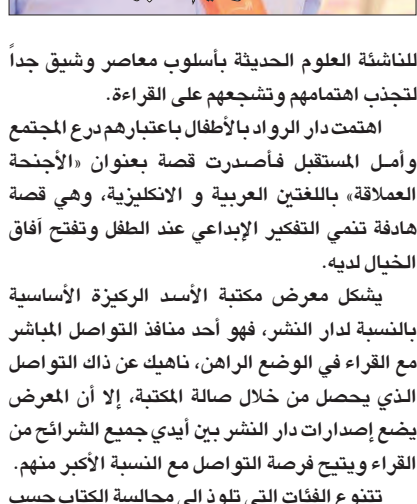 للناشئة العلوم الحديثة بأسلوب معاصر وشيق جداً
لتجذب اهتمامهم وتشجعهم على القراءة.
اهتمت دار الرواد بالأطفال باعتبارهم درع المجتمع
وأمل المستقبل فأصدرت قصة بعنوان «الأجنحة
العملاقة» باللغتين العربية و الانكليزية، وهي قصة
هادفة تنمي التفكير الإبداعي عند الطفل وتفتح آفاق
الخيال لديه.
يشكل معرض مكتبة الأسد الركيزة الأساسية
بالنسبة لدار النشر، فهو أحد منافذ التواصل المباشر
مع القراء في الوضع الراهن، ناهيك عن ذاك التواصل
الذي يحصل من خلال صالة المكتبة، إلا أن المعرض
يضع إصدارات دار النشر بين أيدي جميع الشرائح من
القراء ويتيح فرصة التواصل مع النسبة الأكبر منهم.
تتنوع الفئات التي تلوذ إلى مجالسة الكتاب حسب